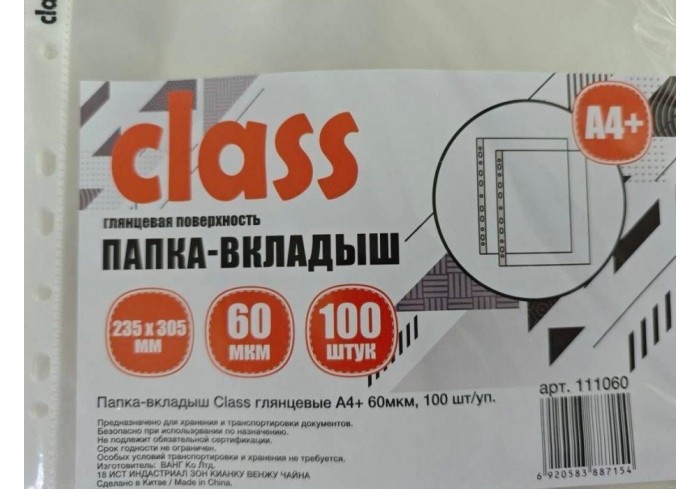 cla
class
A4+
глянцевая поверхность
ПАПКА-ВКЛАДЫШ
235 x 305
ММ
60
МКМ
100
ШТУК
арт. 111060
Папка-вкладыш Class глянцевые А4+ 60мкм, 100 шт/уп.
Предназначено для хранения и транспортировки документов.
Безопасно при использовании по назначению.
Не подлежит обязательной сертификации.
Срок годности не ограничен.
Особых условий транспортировки и хранения не требуется.
Изготовитель: ВАНГ Ко Лтд.
18 ИСТ ИНДАСТРИАЛ ЗОН КИАНКУ ВЕНЖУ ЧАЙНА
Сделано в Китае / Made in China.
6 920583 887154